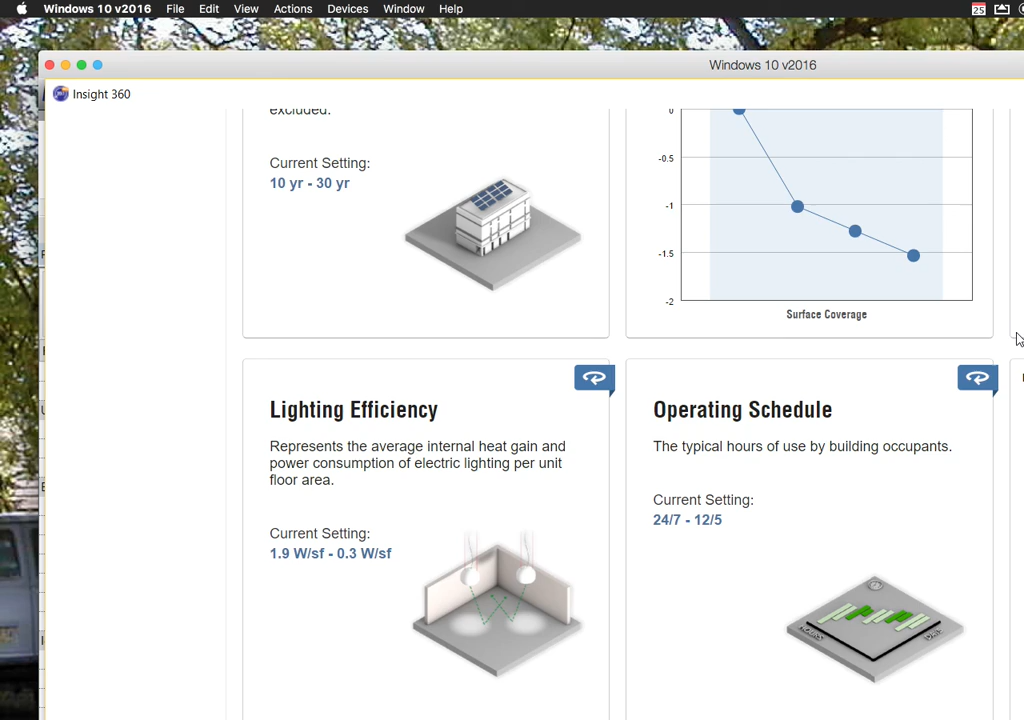 Windows 10 v2016 File Edit View Actions Devices Window Help
25
Windows 10 v2016
Insight 360
excluded.
Current Setting:
10 yr - 30 yr
0
-0.5
-1
-1.5
-2
Surface Coverage
Lighting Efficiency
Represents the average internal heat gain and
power consumption of electric lighting per unit
floor area.
Current Setting:
1.9 W/sf - 0.3 W/sf
Operating Schedule
The typical hours of use by building occupants.
Current Setting:
24/7 - 12/5
HOURS
DAYS